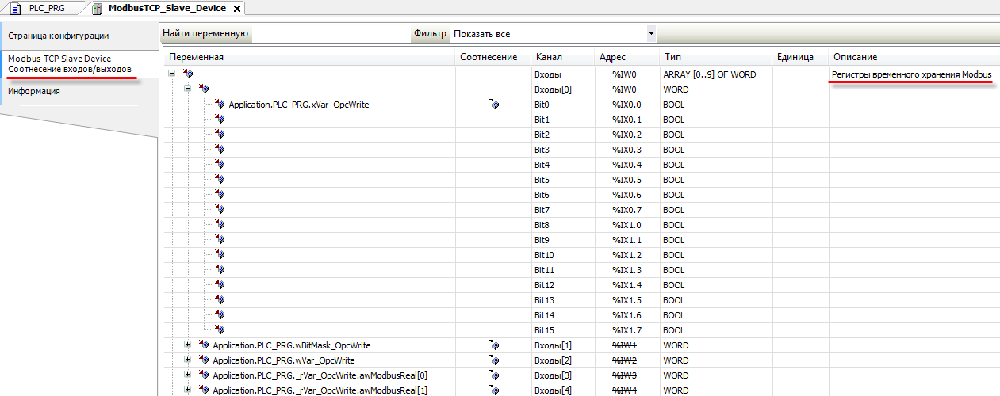 PLC_PRG ModbusTCP_Slave_Device
Страница конфигурации
Modbus TCP Slave Device
Соотнесение входов/выходов
Информация
Найти переменную Фильтр Показать все
Переменная Соотнесение Канал Адрес Тип Единица Описание
Входы %IW0 ARRAY [0..9] OF WORD Регистры временного хранения Modbus
Входы[0] %IW0 WORD
Application.PLC_PRG.xVar_OpcWrite Bit0 %IX0.0 BOOL
Bit1 %IX0.1 BOOL
Bit2 %IX0.2 BOOL
Bit3 %IX0.3 BOOL
Bit4 %IX0.4 BOOL
Bit5 %IX0.5 BOOL
Bit6 %IX0.6 BOOL
Bit7 %IX0.7 BOOL
Bit8 %IX1.0 BOOL
Bit9 %IX1.1 BOOL
Bit10 %IX1.2 BOOL
Bit11 %IX1.3 BOOL
Bit12 %IX1.4 BOOL
Bit13 %IX1.5 BOOL
Bit14 %IX1.6 BOOL
Bit15 %IX1.7 BOOL
Application.PLC_PRG.wBitMask_OpcWrite Входы[1] %IW1 WORD
Application.PLC_PRG.wVar_OpcWrite Входы[2] %IW2 WORD
Application.PLC_PRG._rVar_OpcWrite.awModbusReal[0] Входы[3] %IW3 WORD
Application.PLC_PRG._rVar_OpcWrite.awModbusReal[1] Входы[4] %IW4 WORD